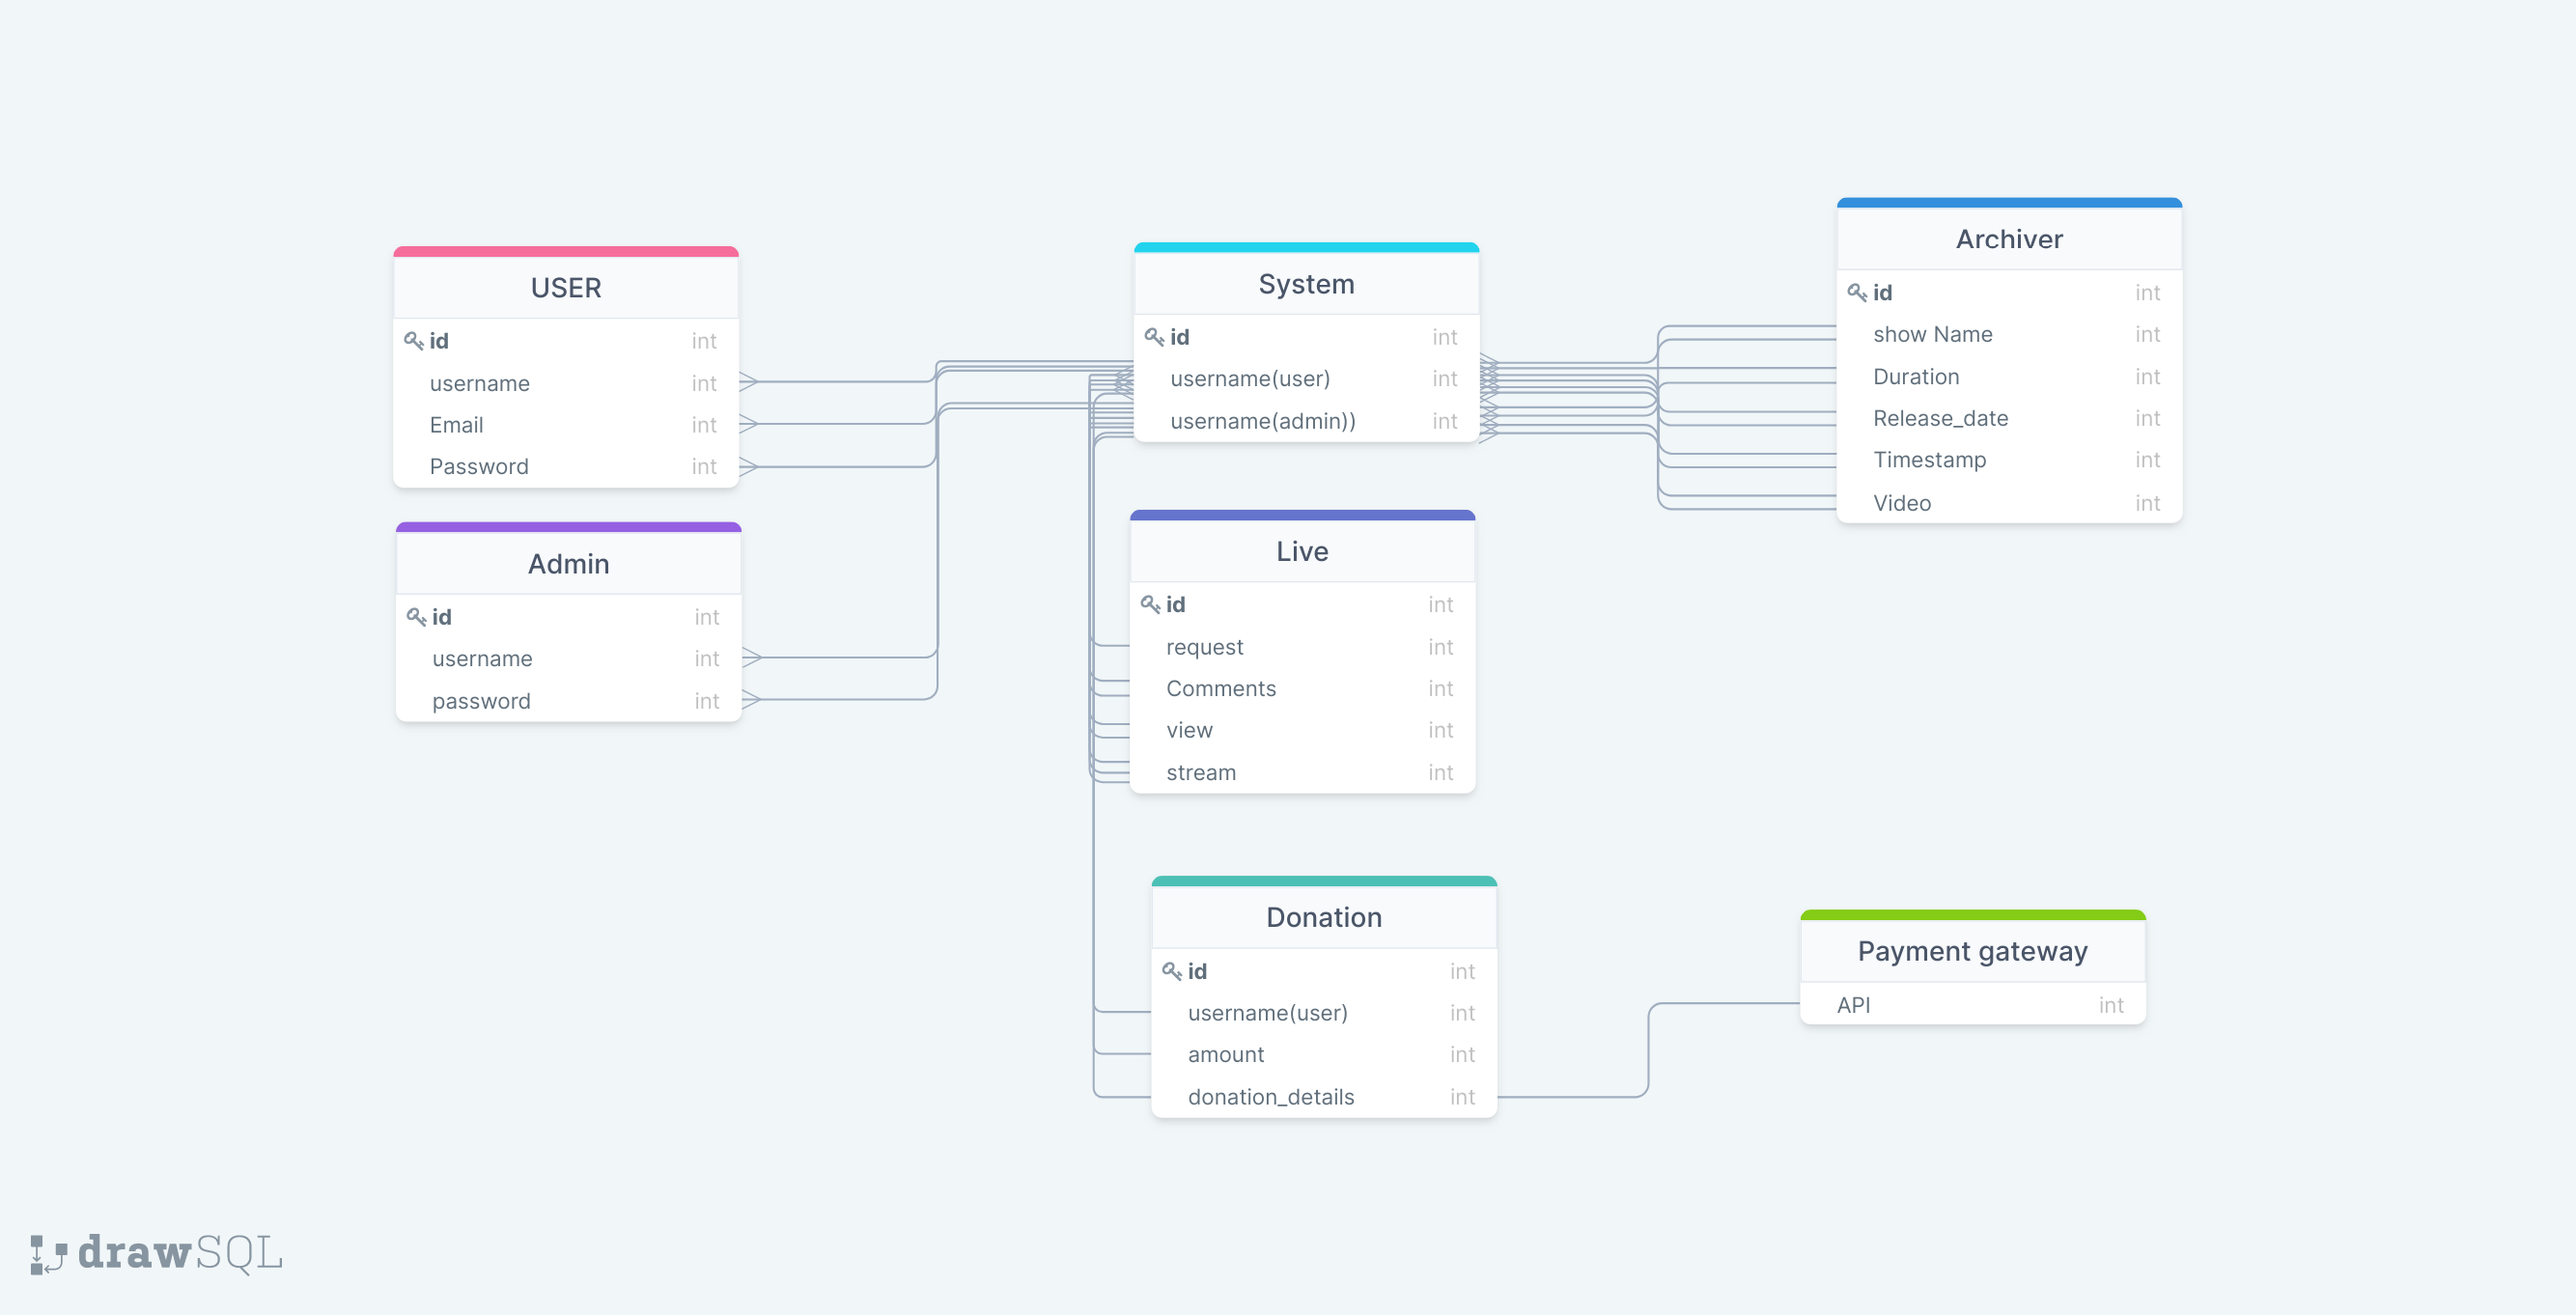 USER
id int
username int
Email int
Password int
Admin
id int
username int
password int
System
id int
username(user) int
username(admin)) int
Live
id int
request int
Comments int
view int
stream int
Donation
id int
username(user) int
amount int
donation_details int
Archiver
id int
show Name int
Duration int
Release_date int
Timestamp int
Video int
Payment gateway
API int
drawSQL